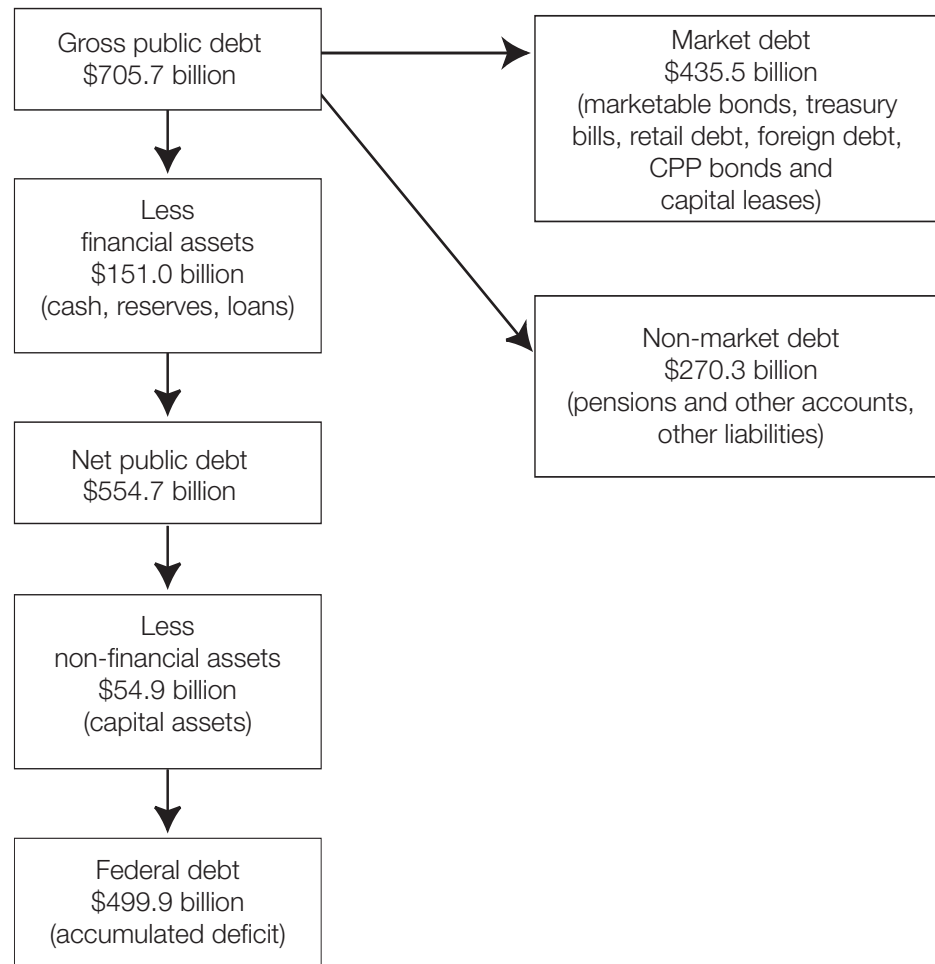 Gross public debt
$705.7 billion
Market debt
$435.5 billion
(marketable bonds, treasury
bills, retail debt, foreign debt,
CPP bonds and
capital leases)
Less
financial assets
$151.0 billion
(cash, reserves, loans)
Non-market debt
$270.3 billion
(pensions and other accounts,
other liabilities)
Net public debt
$554.7 billion
Less
non-financial assets
$54.9 billion
(capital assets)
Federal debt
$499.9 billion
(accumulated deficit)